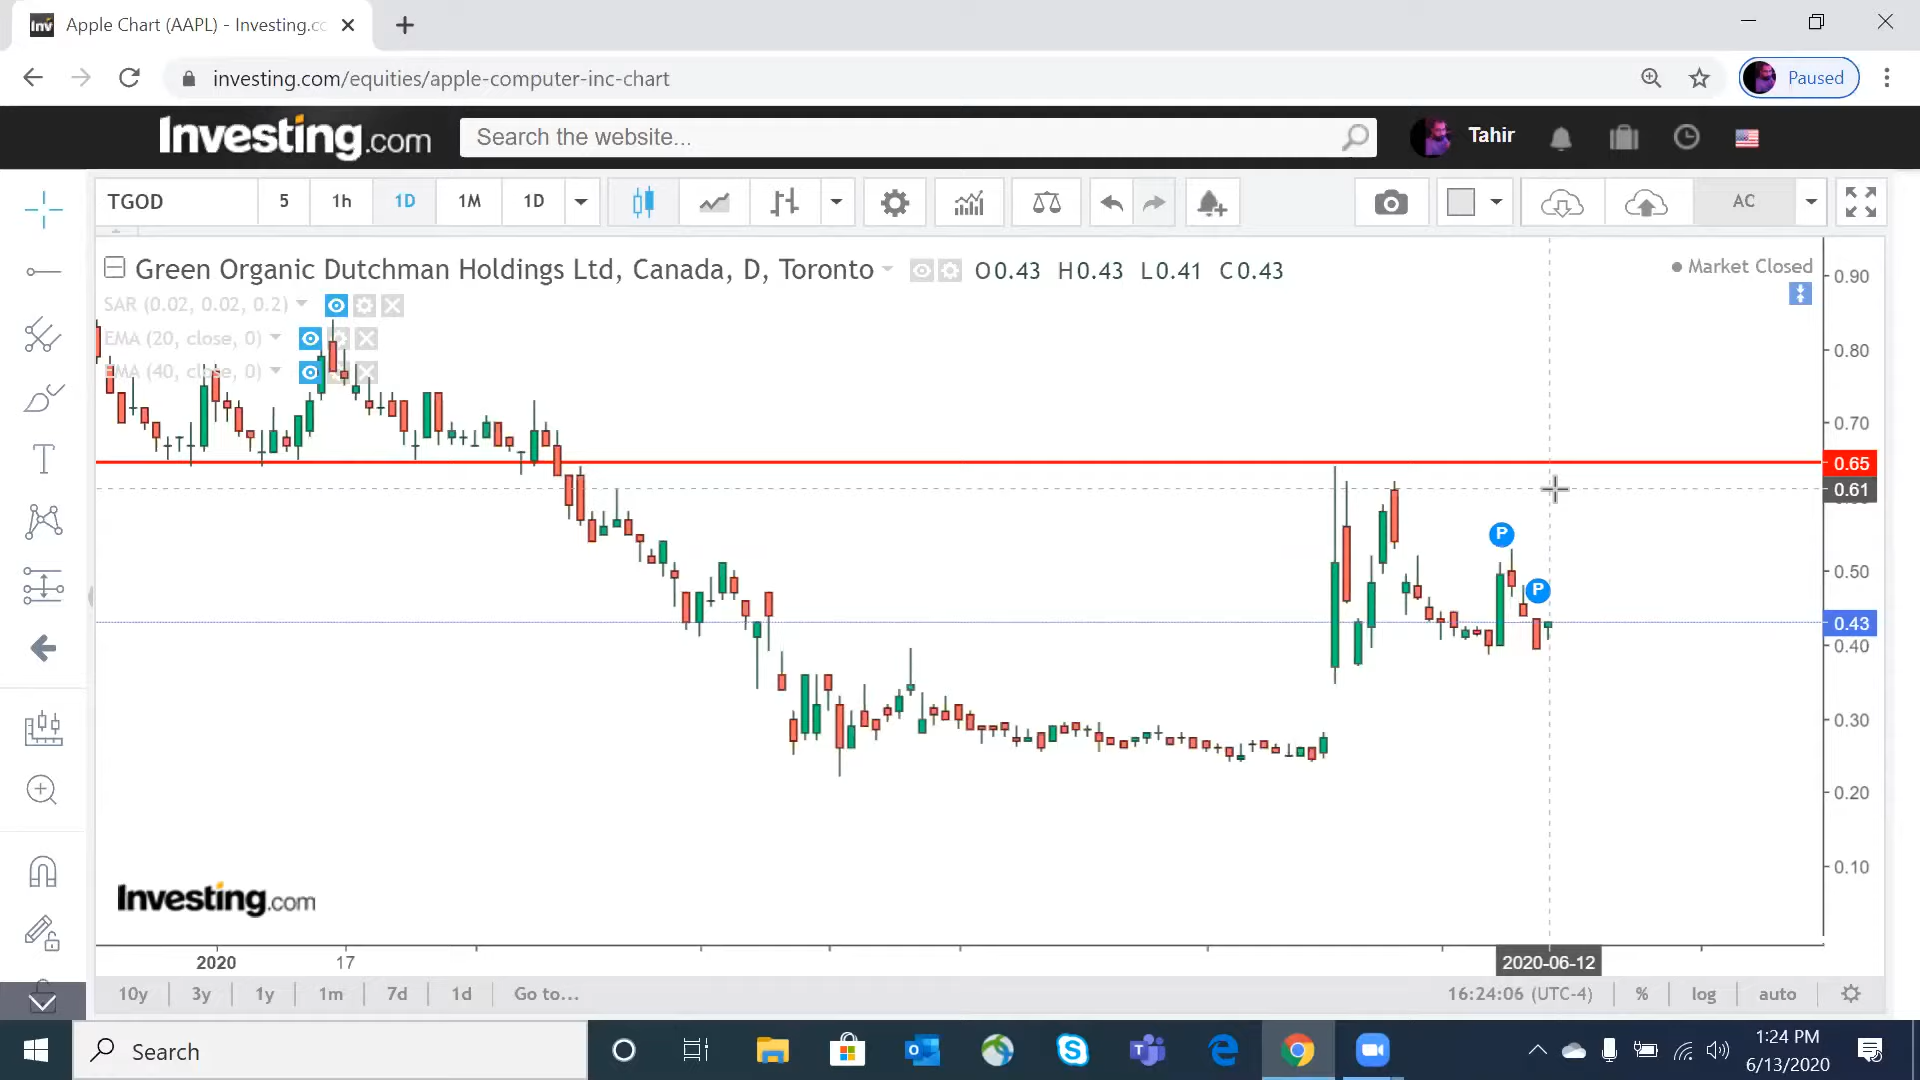 Inv Apple Chart (AAPL) - Investing.cc
investing.com/equities/apple-computer-inc-chart
Paused
Investing.com
Search the website...
Tahir
TGOD 5 1h 1D 1M 1D
AC
Green Organic Dutchman Holdings Ltd, Canada, D, Toronto O0.43 H0.43 L0.41 C0.43
Market Closed
SAR (0.02, 0.02, 0.2)
EMA (20, close, 0)
EMA (40, close, 0)
0.90
0.80
0.70
0.65
0.61
0.50
0.43
0.40
0.30
0.20
0.10
P
P
T
Investing.com
2020 17 2020-06-12
10y 3y 1y 1m 7d 1d Go to... 16:24:06 (UTC-4) % log auto
Search
1:24 PM
6/13/2020